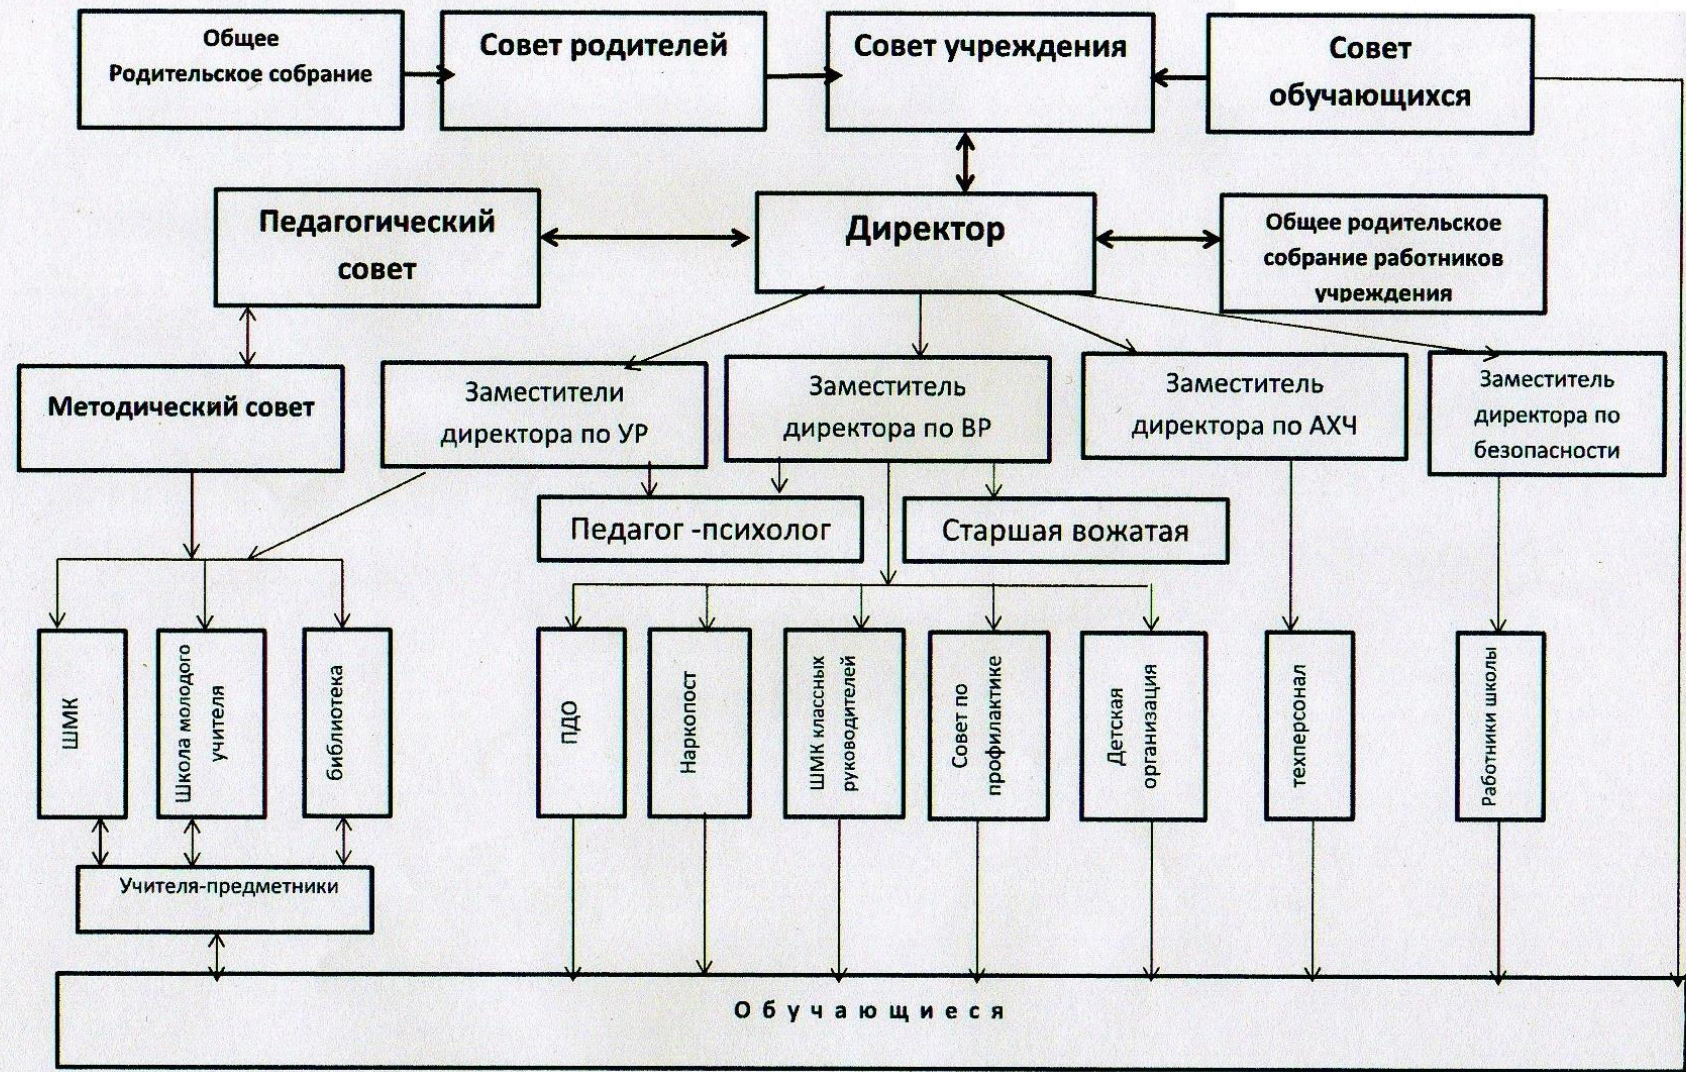 Общее
Родительское собрание
Совет родителей
Совет учреждения
Совет
обучающихся
Педагогический
совет
Директор
Общее родительское
собрание работников
учреждения
Методический совет
Заместители
директора по УР
Заместитель
директора по ВР
Заместитель
директора по АХЧ
Заместитель
директора по
безопасности
Педагог -психолог
Старшая вожатая
ШМК
Школа молодого
учителя
библиотека
ПДО
Наркопост
ШМК классных
руководителей
Совет по
профилактике
Детская
организация
техперсонал
Работники школы
Учителя-предметники
Обучающиеся